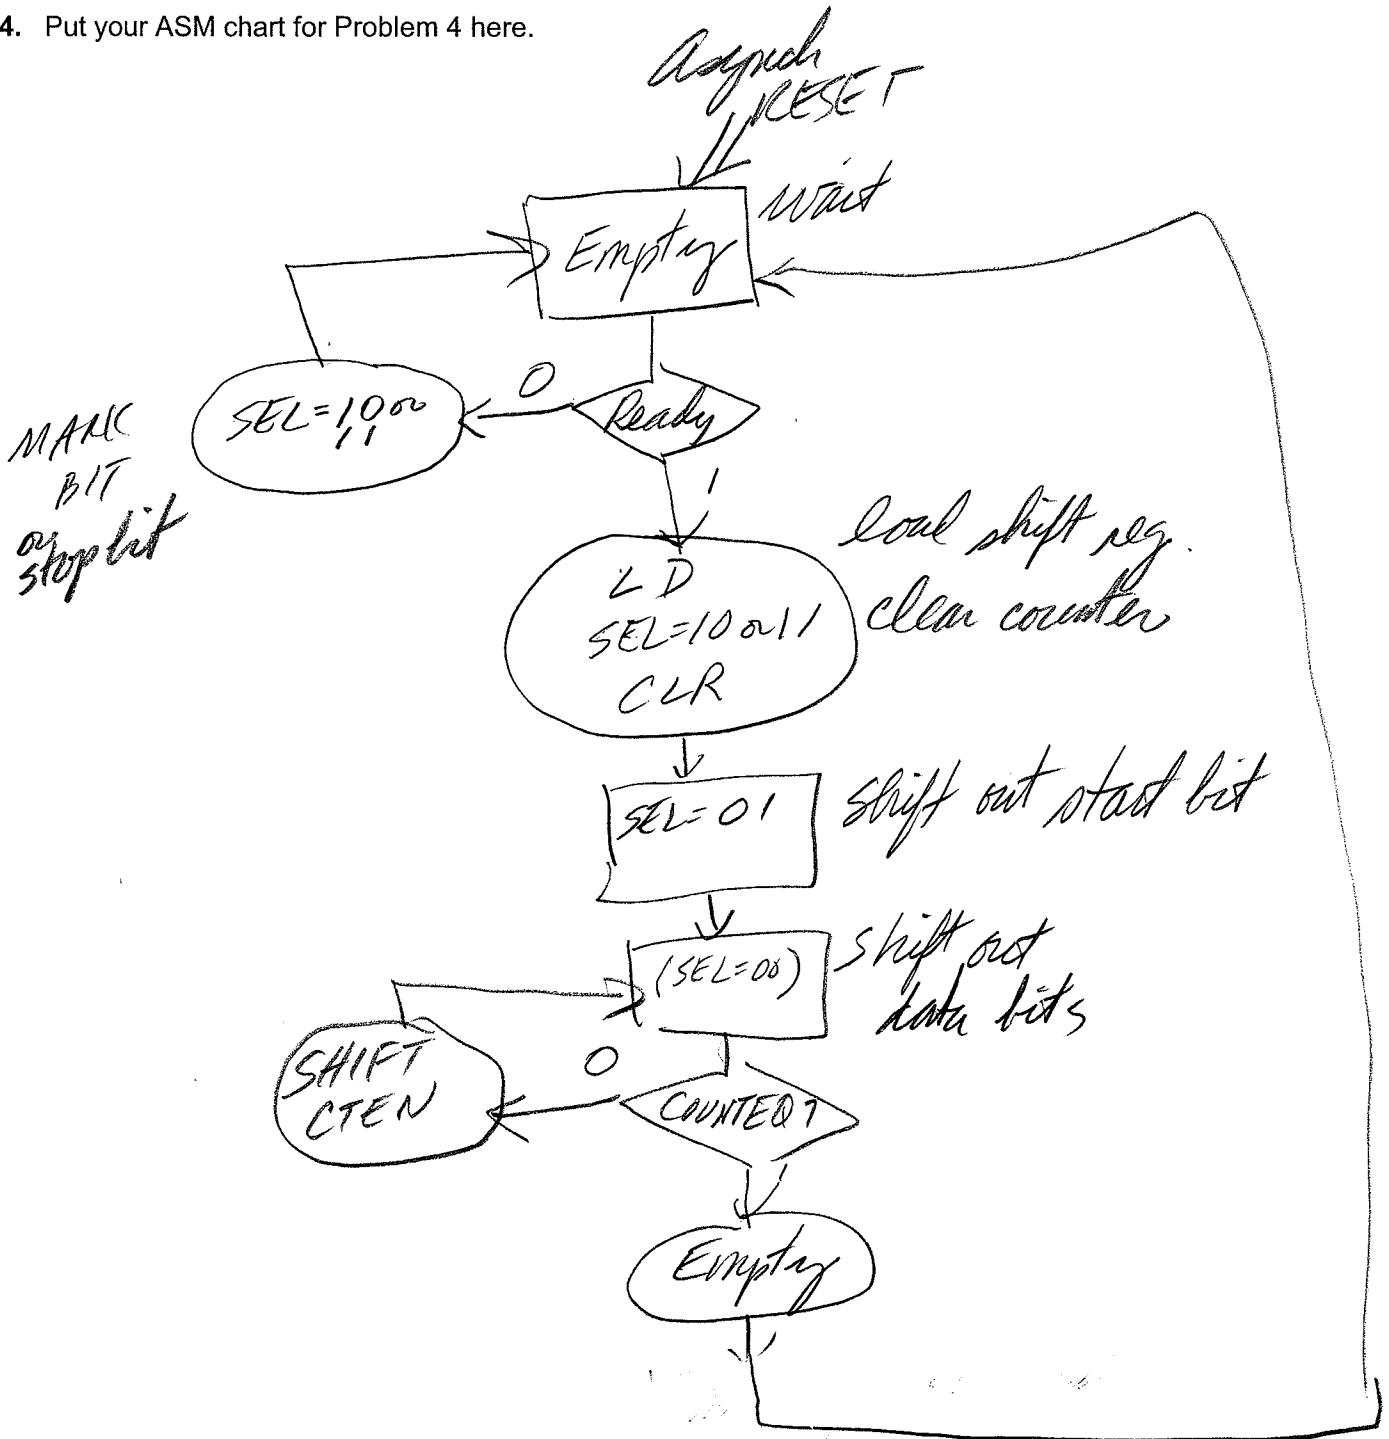 4. Put your ASM chart for Problem 4 here.
Asynch
RESET
Wait
Empty
0
Ready
SEL=10 or
11
MARK
BIT
or
stop bit
1
load shift reg.
clear counter
LD
SEL=10 or 11
CLR
SEL=01
shift out start bit
(SEL=00)
shift out
data bits
SHIFT
CTEN
0
COUNTEQ7
1
Empty